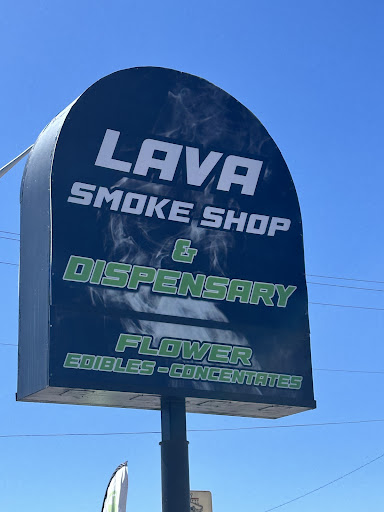 LAVA
SMOKE SHOP
&
DISPENSARY
FLOWER
EDIBLES - CONCENTATES